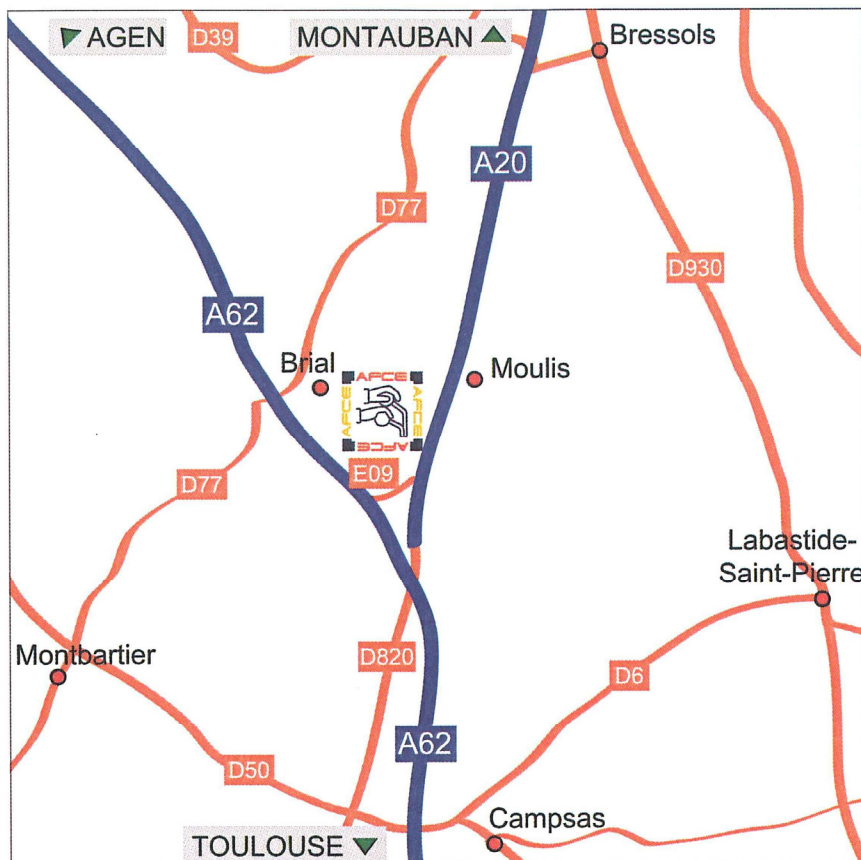 AGEN
D39
MONTAUBAN
Bressols
A20
D77
D930
A62
Brial
AFCE
AFCE
AFCE
AFCE
Moulis
E09
D77
Labastide-
Saint-Pierre
Montbartier
D820
D6
A62
D50
Campsas
TOULOUSE